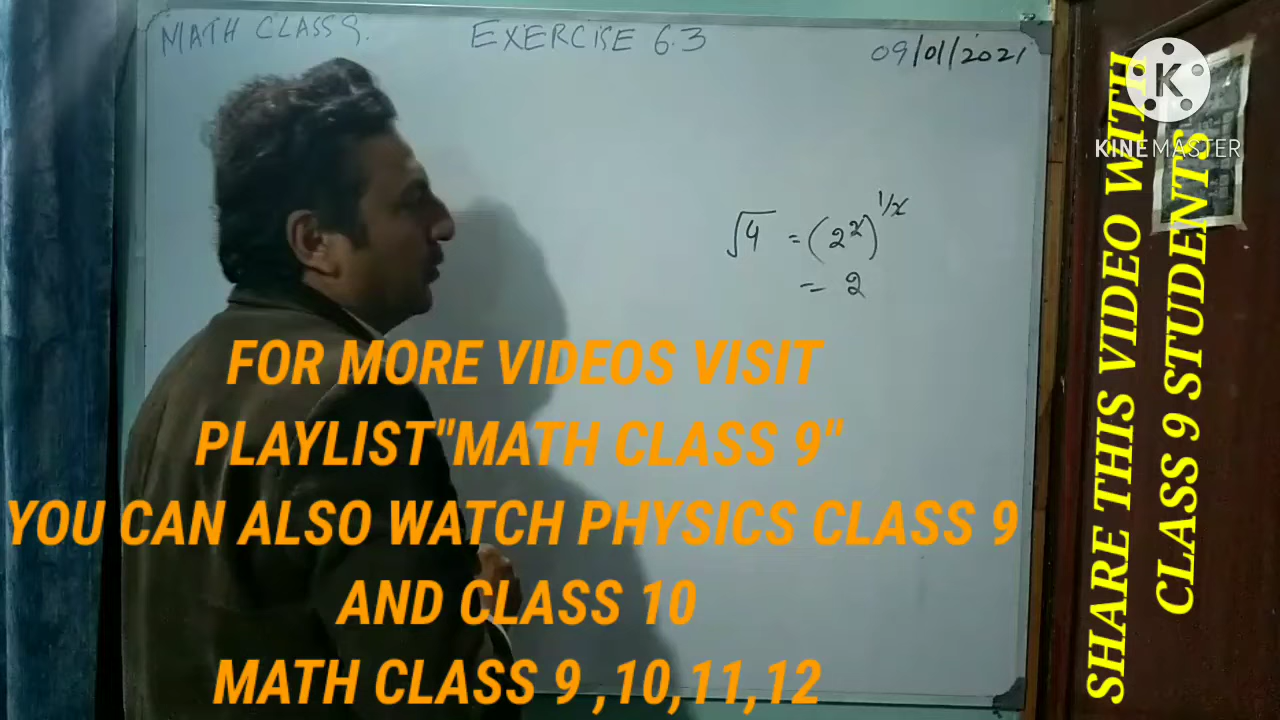 MATH CLASS 9.
EXERCISE 6.3
09/01/2021
√4 = (2²)^1/2
= 2
FOR MORE VIDEOS VISIT
PLAYLIST"MATH CLASS 9"
YOU CAN ALSO WATCH PHYSICS CLASS 9
AND CLASS 10
MATH CLASS 9 ,10,11,12
K
KINEMASTER
SHARE THIS VIDEO WITH
CLASS 9 STUDENTS